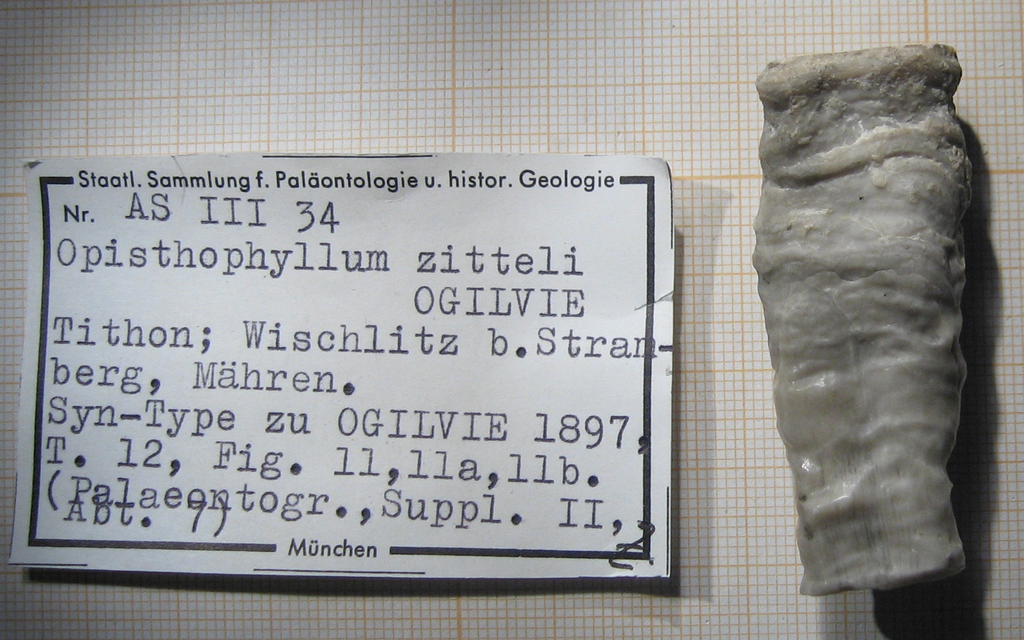 Staatl. Sammlung f. Paläontologie u. histor. Geologie
Nr. AS III 34
Opisthophyllum zitteli
OGILVIE
Tithon; Wischlitz b. Stram-
berg, Mähren.
Syn-Type zu OGILVIE 1897,
T. 12, Fig. 11,11a,11b.
(Palaeontogr., Suppl. II,
Abt. 7)
München